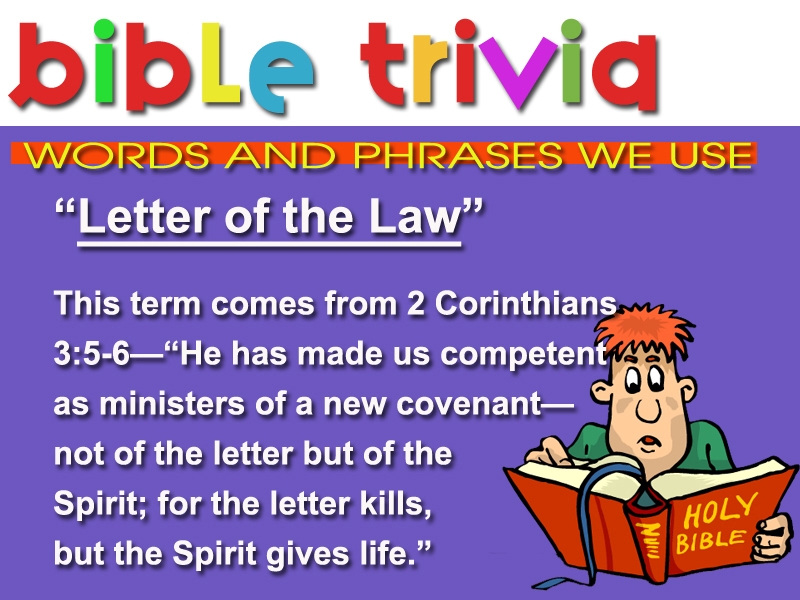 bibLe trivia
WORDS AND PHRASES WE USE
“Letter of the Law”
This term comes from 2 Corinthians
3:5-6—“He has made us competent
as ministers of a new covenant—
not of the letter but of the
Spirit; for the letter kills,
but the Spirit gives life.”
HOLY
BIBLE